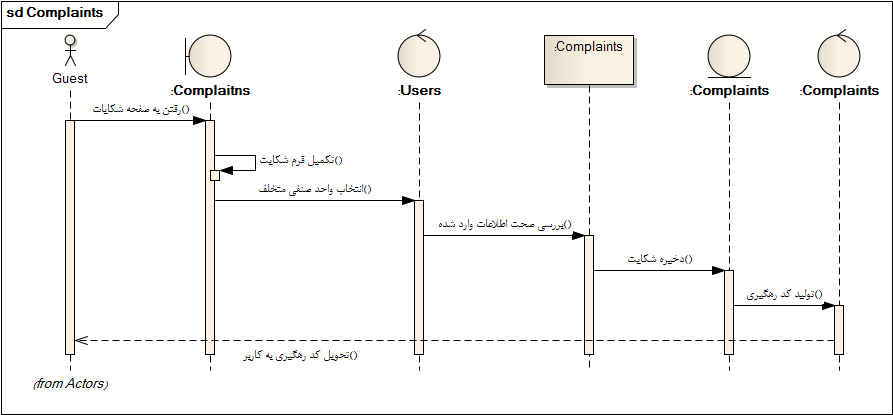 sd Complaints
Guest
:Complaitns
:Users
:Complaints
:Complaints
:Complaints
رفتن به صفحه شکایات()
تکمیل فرم شکایت()
انتخاب واحد صنفی متخلف()
بررسی صحت اطلاعات وارد شده()
ذخیره شکایت()
تولید کد رهگیری()
تحویل کد رهگیری به کاربر()
(from Actors)